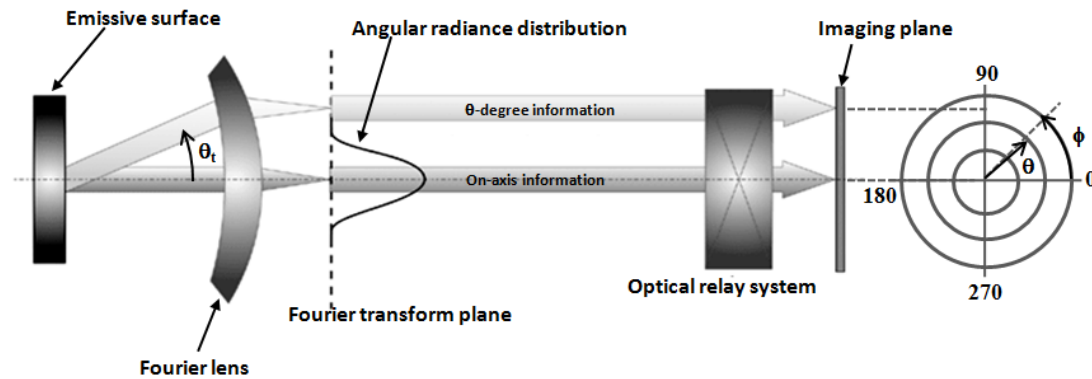 Emissive surface
Angular radiance distribution
Imaging plane
90
θ-degree information
ϕ
θt
θ
On-axis information
0
180
Optical relay system
270
Fourier transform plane
Fourier lens